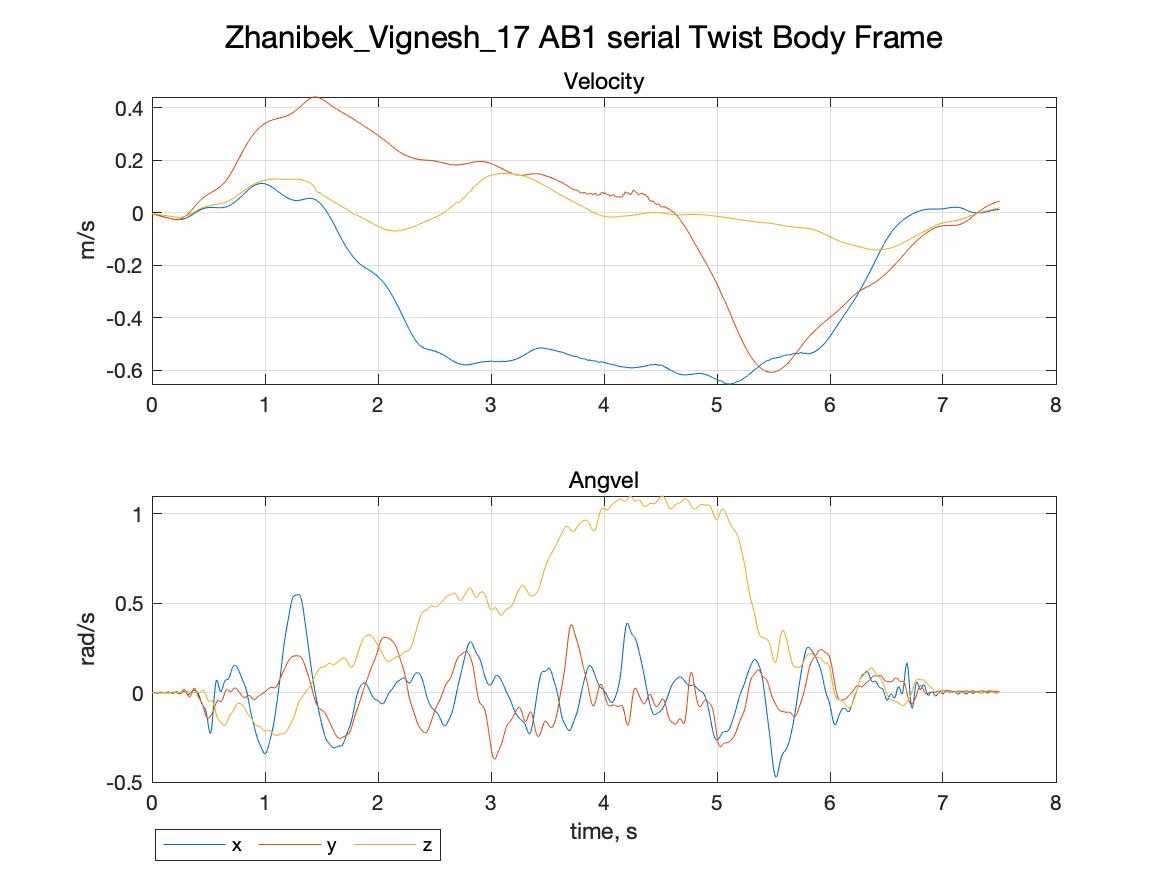 Zhanibek_Vignesh_17 AB1 serial Twist Body Frame
Velocity
0.4
0.2
0
-0.2
-0.4
-0.6
m/s
0 1 2 3 4 5 6 7 8
Angvel
1
0.5
0
-0.5
rad/s
0 1 2 3 4 5 6 7 8
time, s
x y z